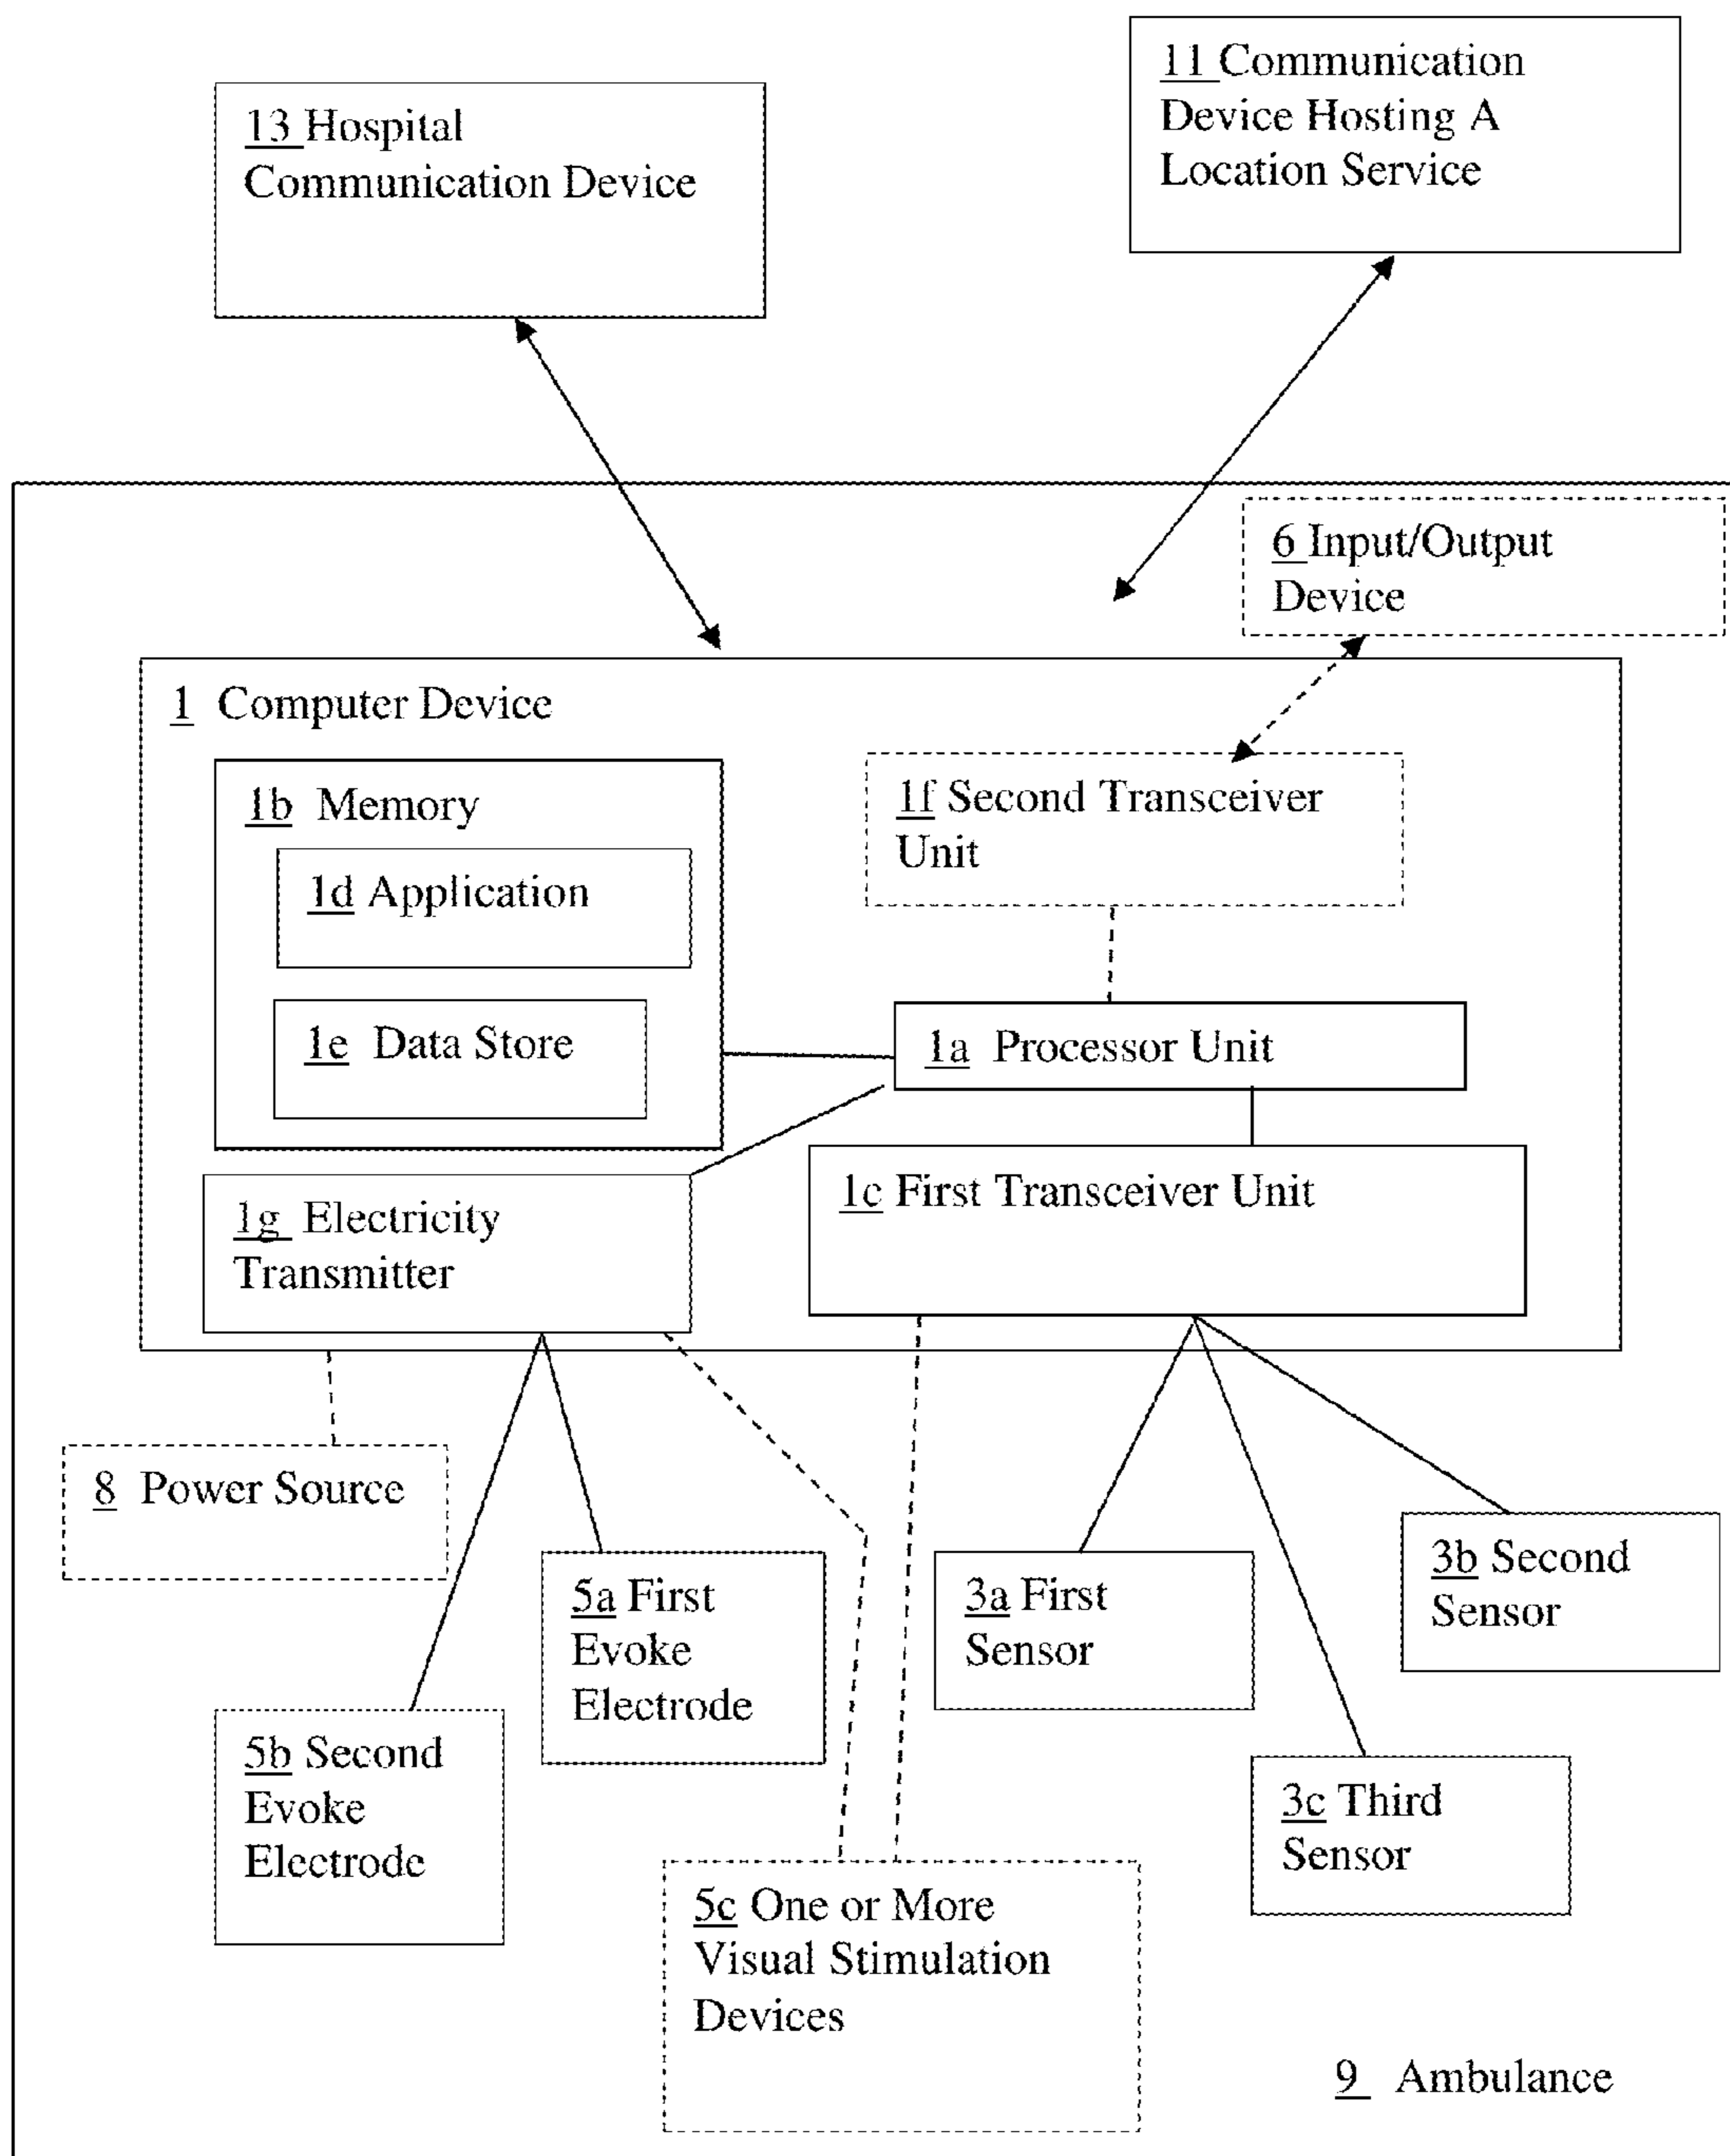 13 Hospital
Communication Device
11 Communication
Device Hosting A
Location Service
6 Input/Output
Device
1 Computer Device
1b Memory
1d Application
1e Data Store
1f Second Transceiver
Unit
1a Processor Unit
1c First Transceiver Unit
1g Electricity
Transmitter
8 Power Source
5a First
Evoke
Electrode
5b Second
Evoke
Electrode
5c One or More
Visual Stimulation
Devices
3a First
Sensor
3b Second
Sensor
3c Third
Sensor
9 Ambulance